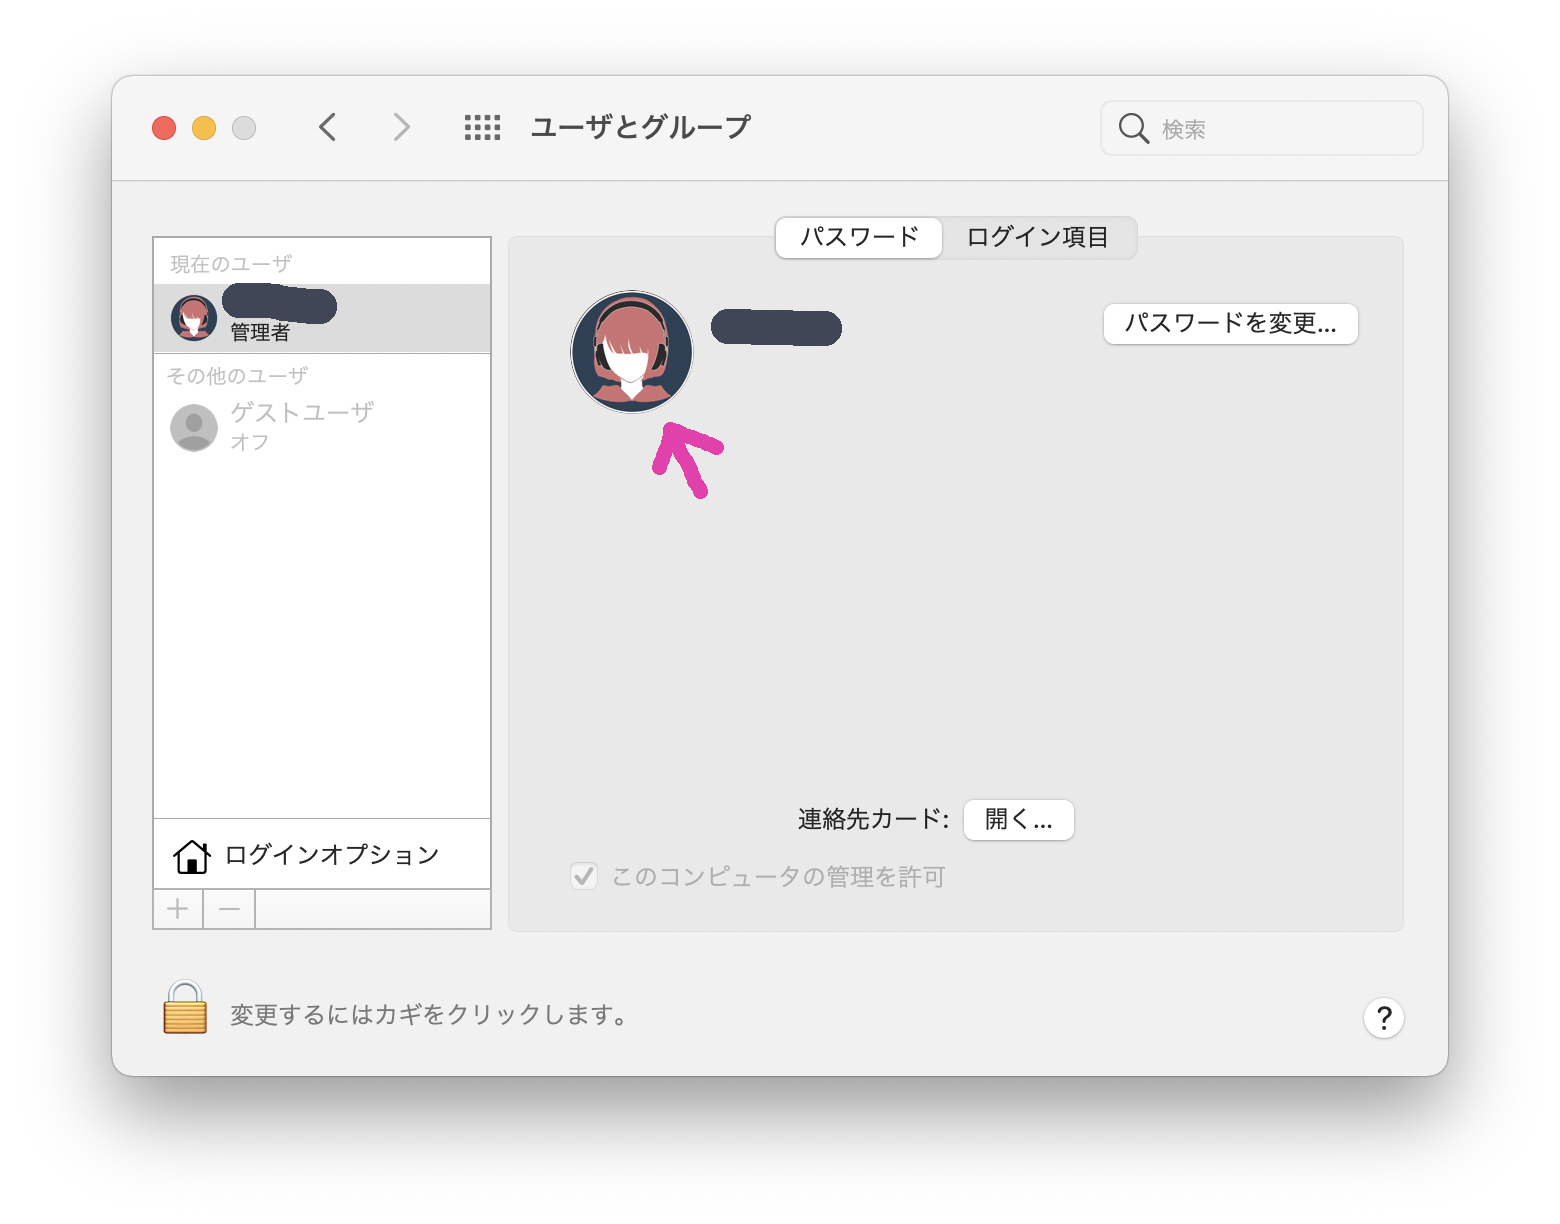 ユーザとグループ
検索
現在のユーザ
管理者
その他のユーザ
ゲストユーザ
オフ
ログインオプション
パスワード
ログイン項目
パスワードを変更...
連絡先カード:
開く...
このコンピュータの管理を許可
変更するにはカギをクリックします。
?